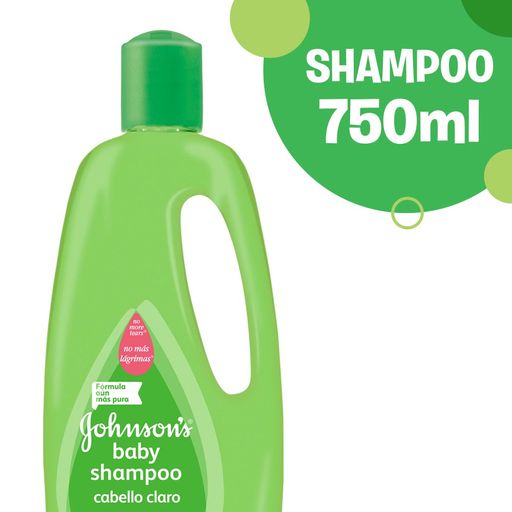 SHAMPOO
750ml
no
more
tears®
no más
lágrimas®
Fórmula
aún
más pura
Johnson's®
baby
shampoo
cabello claro